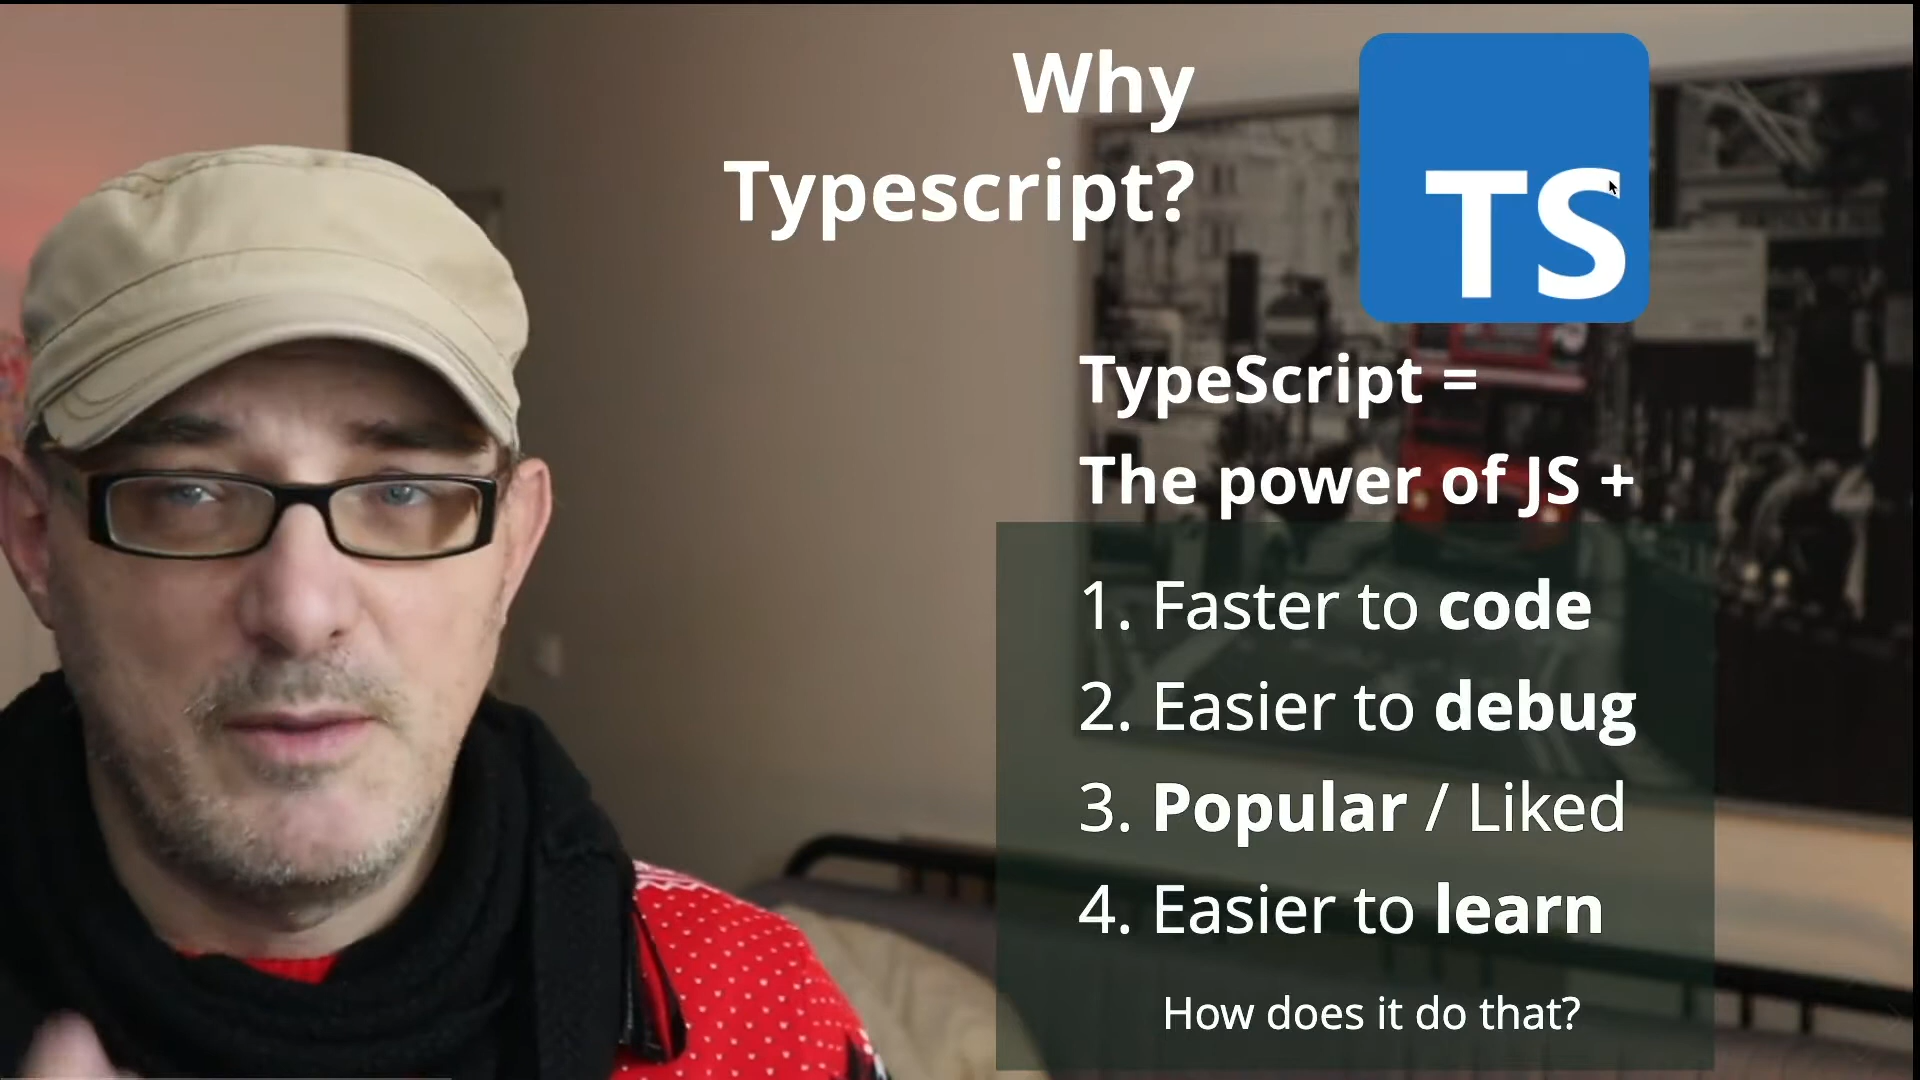 Why
Typescript?
TS
TypeScript =
The power of JS +
1. Faster to code
2. Easier to debug
3. Popular / Liked
4. Easier to learn
How does it do that?